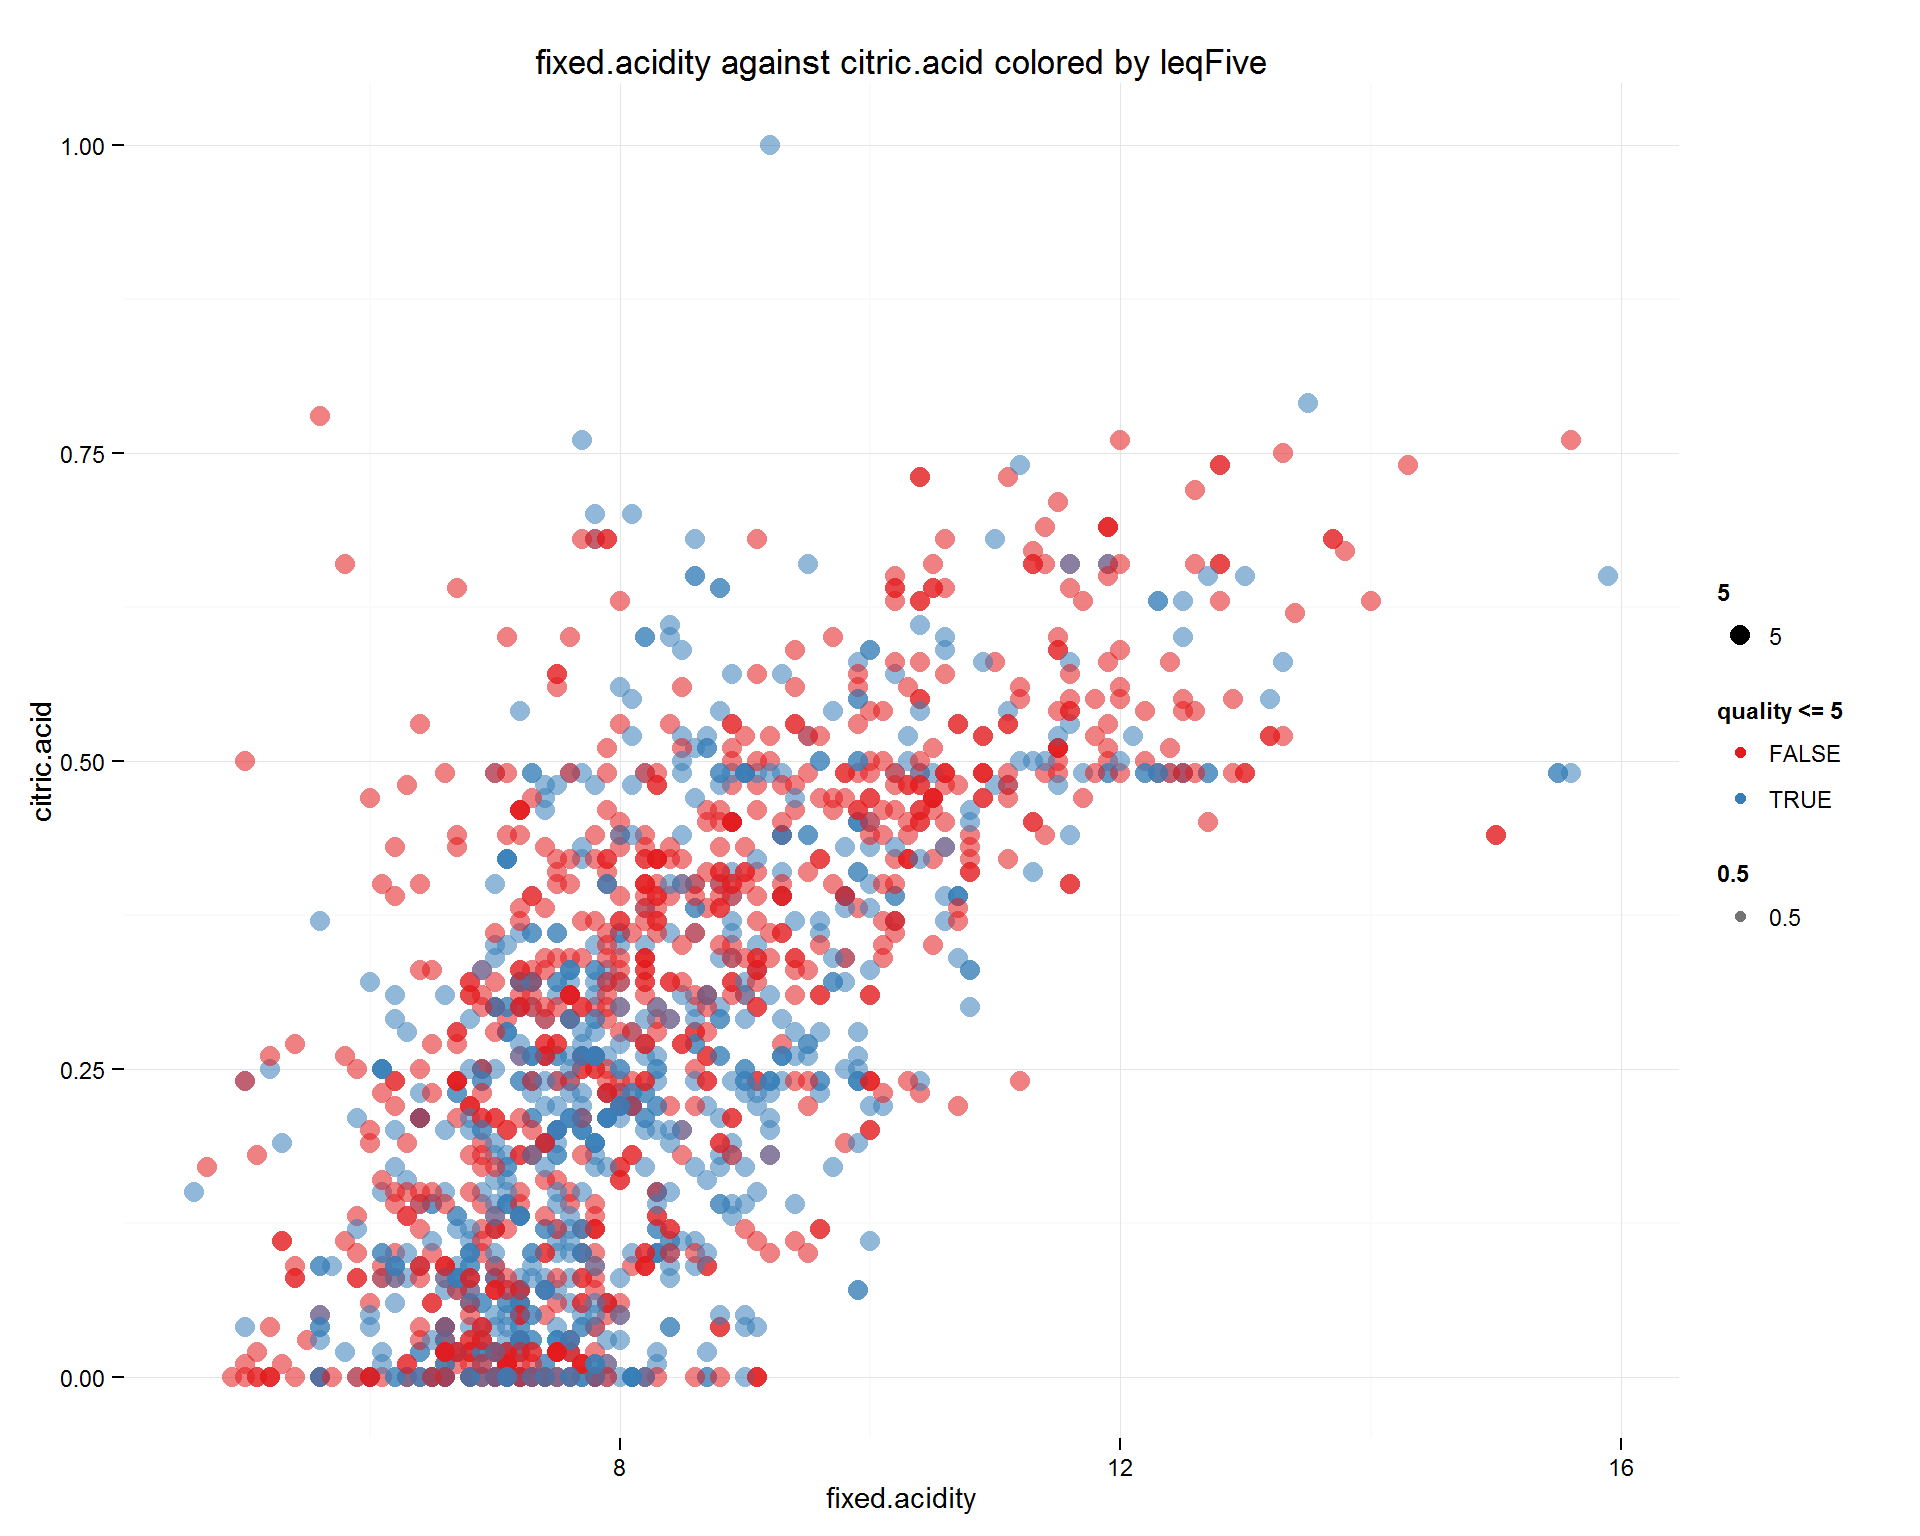 fixed.acidity against citric.acid colored by leqFive
1.00
0.75
0.50
0.25
0.00
citric.acid
8
12
16
fixed.acidity
5
5
quality <= 5
FALSE
TRUE
0.5
0.5